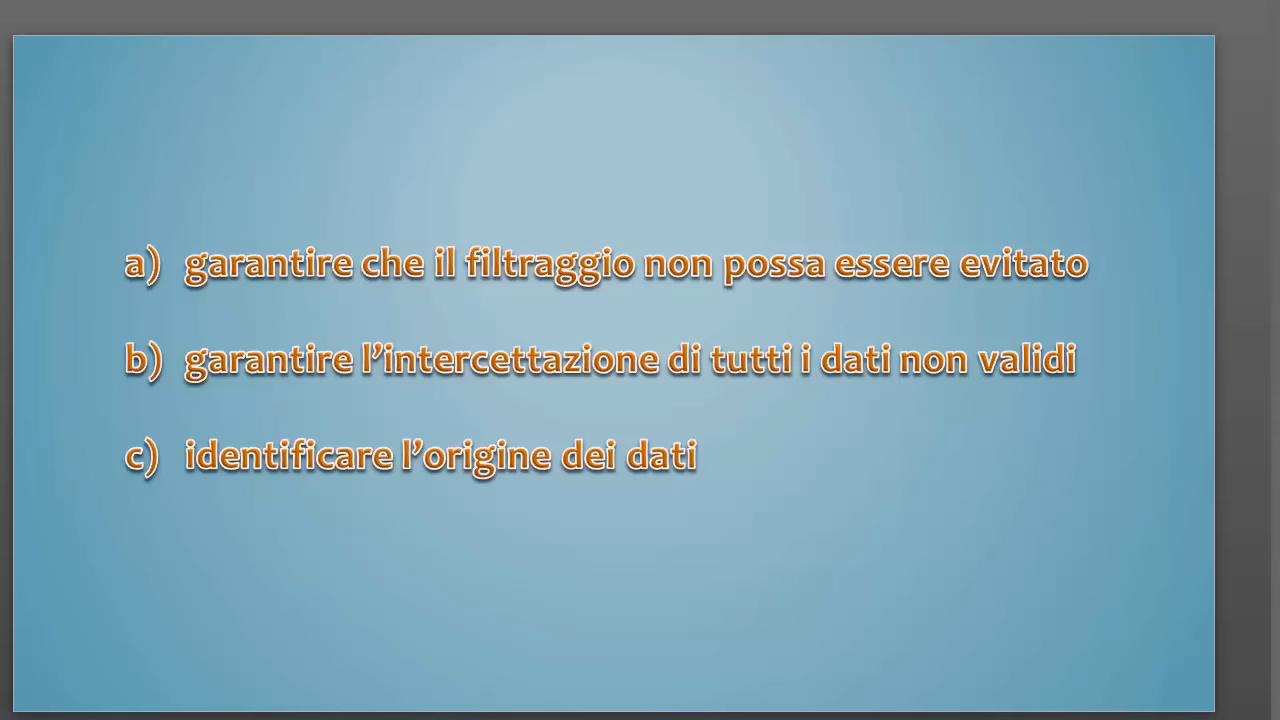 a) garantire che il filtraggio non possa essere evitato
b) garantire l’intercettazione di tutti i dati non validi
c) identificare l’origine dei dati